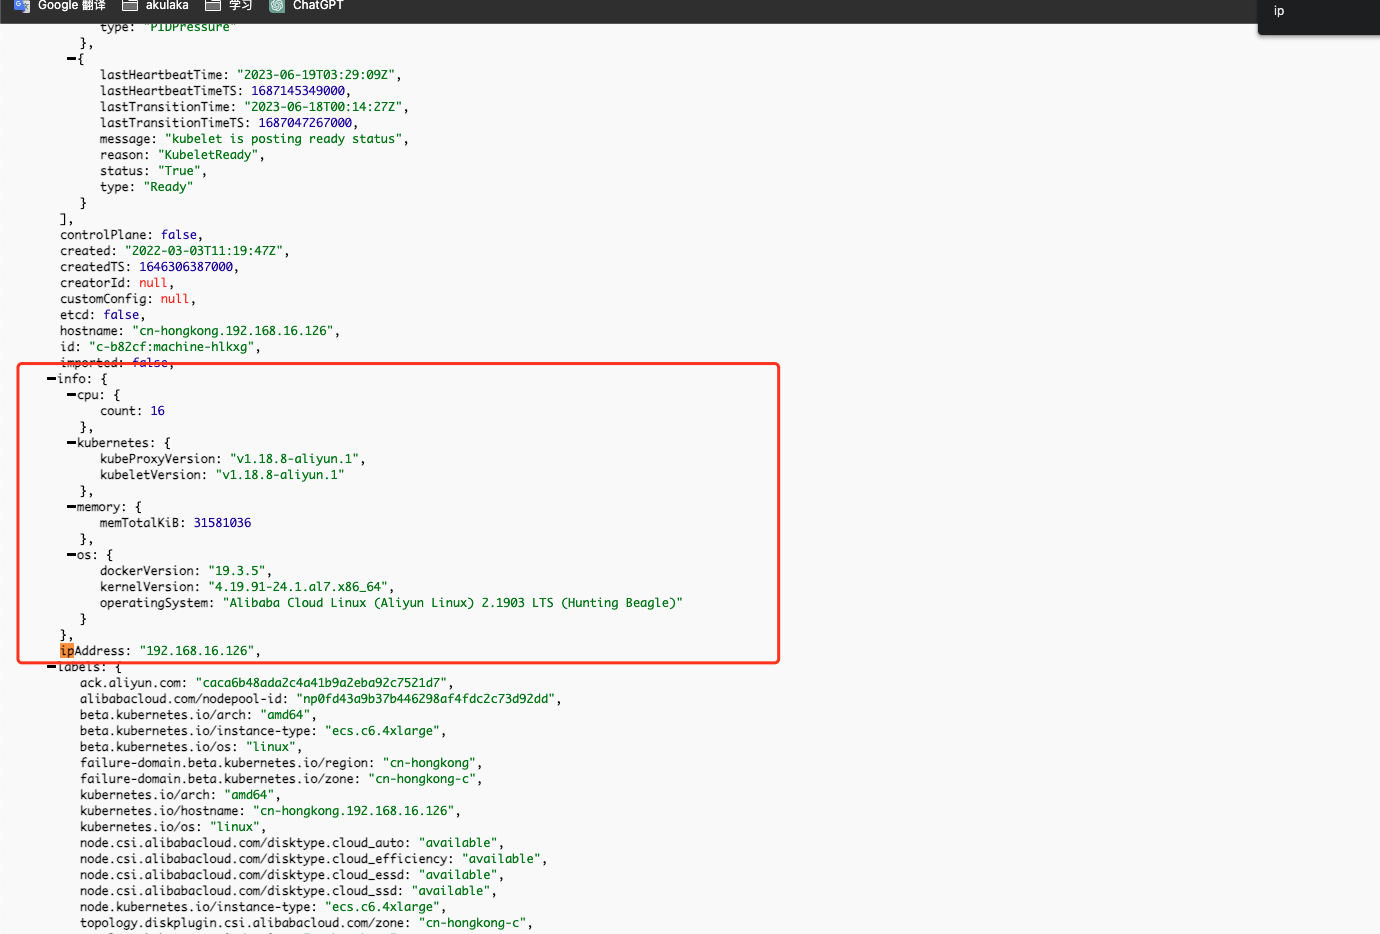 Google 翻译 akulaka 学习 ChatGPT
ip
type: "PIDPressure"
},
{
lastHeartbeatTime: "2023-06-19T03:29:09Z",
lastHeartbeatTimeTS: 1687145349000,
lastTransitionTime: "2023-06-18T00:14:27Z",
lastTransitionTimeTS: 1687047267000,
message: "kubelet is posting ready status",
reason: "KubeletReady",
status: "True",
type: "Ready"
}
],
controlPlane: false,
created: "2022-03-03T11:19:47Z",
createdTS: 1646306387000,
creatorId: null,
customConfig: null,
etcd: false,
hostname: "cn-hongkong.192.168.16.126",
id: "c-b82cf:machine-hlkxg",
imported: false,
info: {
cpu: {
count: 16
},
kubernetes: {
kubeProxyVersion: "v1.18.8-aliyun.1",
kubeletVersion: "v1.18.8-aliyun.1"
},
memory: {
memTotalKiB: 31581036
},
os: {
dockerVersion: "19.3.5",
kernelVersion: "4.19.91-24.1.al7.x86_64",
operatingSystem: "Alibaba Cloud Linux (Aliyun Linux) 2.1903 LTS (Hunting Beagle)"
}
},
ipAddress: "192.168.16.126",
labels: {
ack.aliyun.com: "caca6b48ada2c4a41b9a2eba92c7521d7",
alibabacloud.com/nodepool-id: "np0fd43a9b37b446298af4fdc2c73d92dd",
beta.kubernetes.io/arch: "amd64",
beta.kubernetes.io/instance-type: "ecs.c6.4xlarge",
beta.kubernetes.io/os: "linux",
failure-domain.beta.kubernetes.io/region: "cn-hongkong",
failure-domain.beta.kubernetes.io/zone: "cn-hongkong-c",
kubernetes.io/arch: "amd64",
kubernetes.io/hostname: "cn-hongkong.192.168.16.126",
kubernetes.io/os: "linux",
node.csi.alibabacloud.com/disktype.cloud_auto: "available",
node.csi.alibabacloud.com/disktype.cloud_efficiency: "available",
node.csi.alibabacloud.com/disktype.cloud_essd: "available",
node.csi.alibabacloud.com/disktype.cloud_ssd: "available",
node.kubernetes.io/instance-type: "ecs.c6.4xlarge",
topology.diskplugin.csi.alibabacloud.com/zone: "cn-hongkong-c",